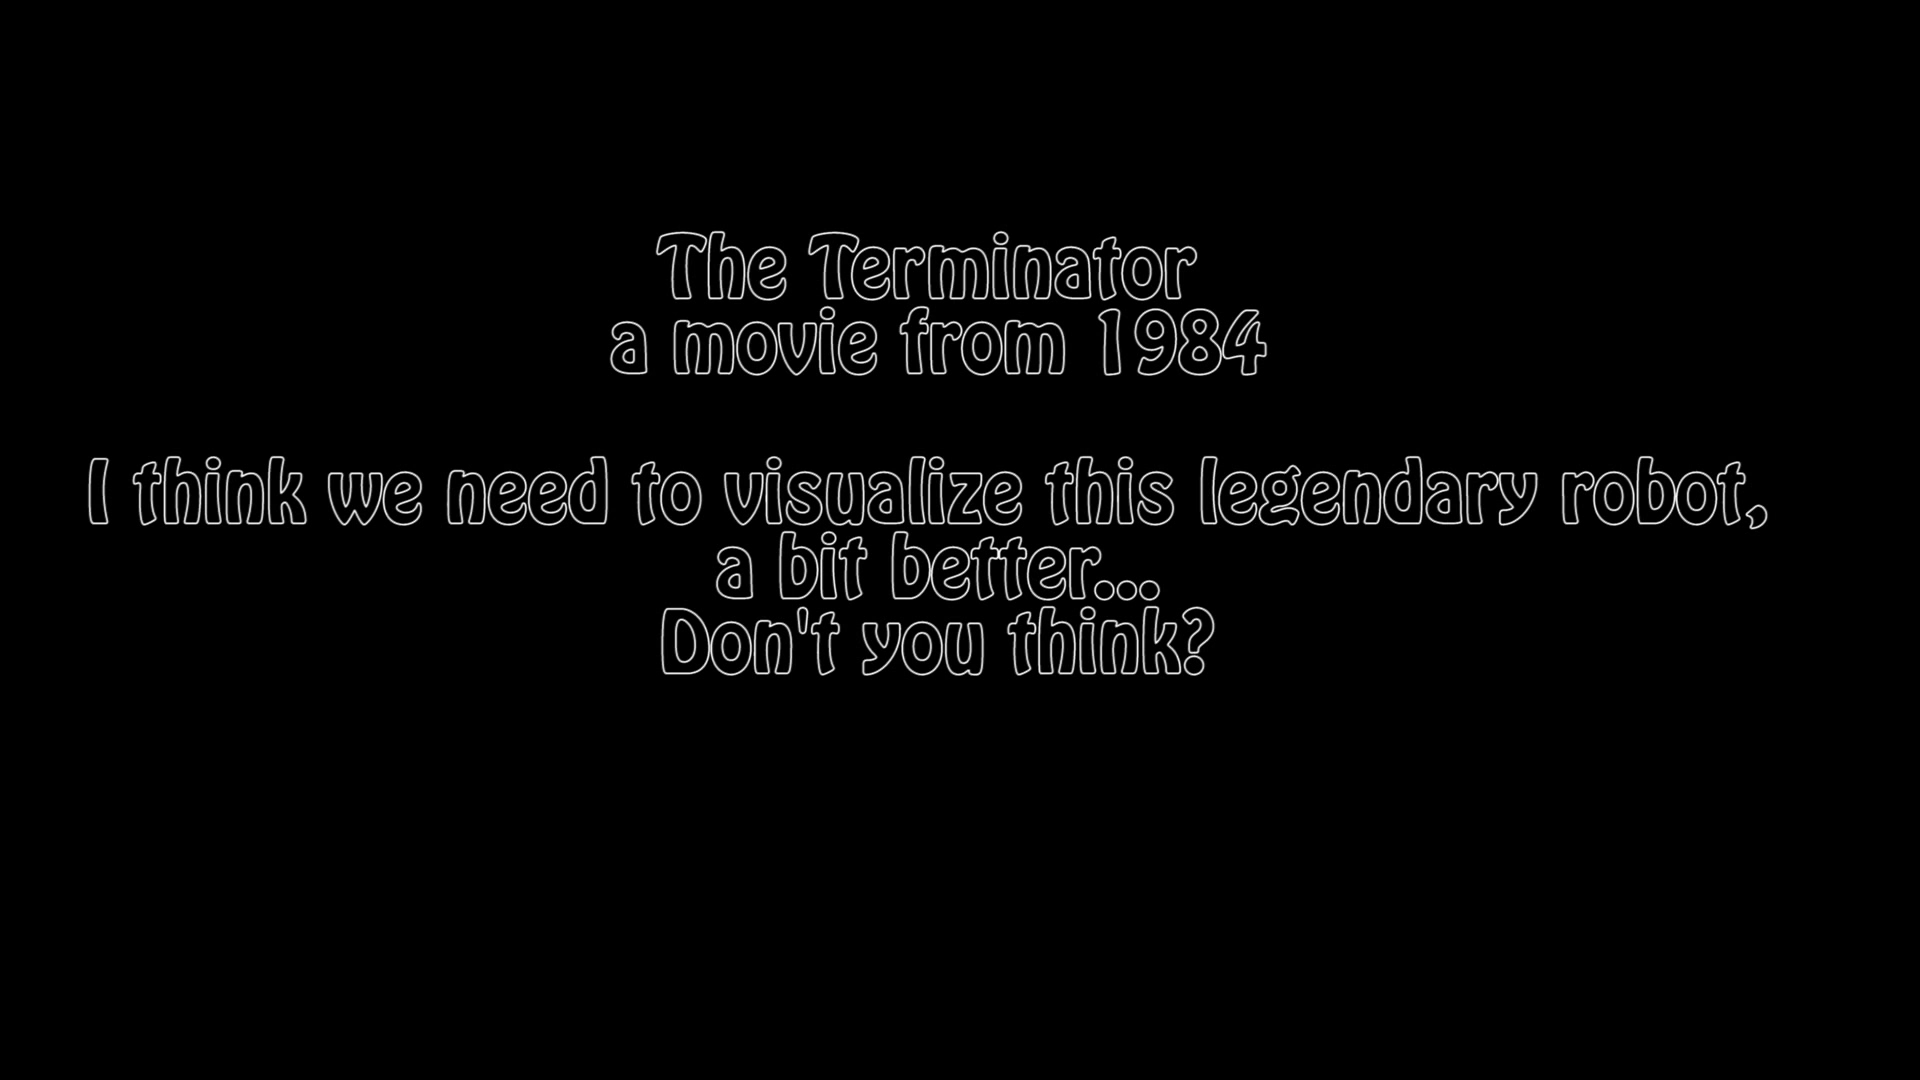 The Terminator
a movie from 1984
I think we need to visualize this legendary robot,
a bit better...
Don't you think?